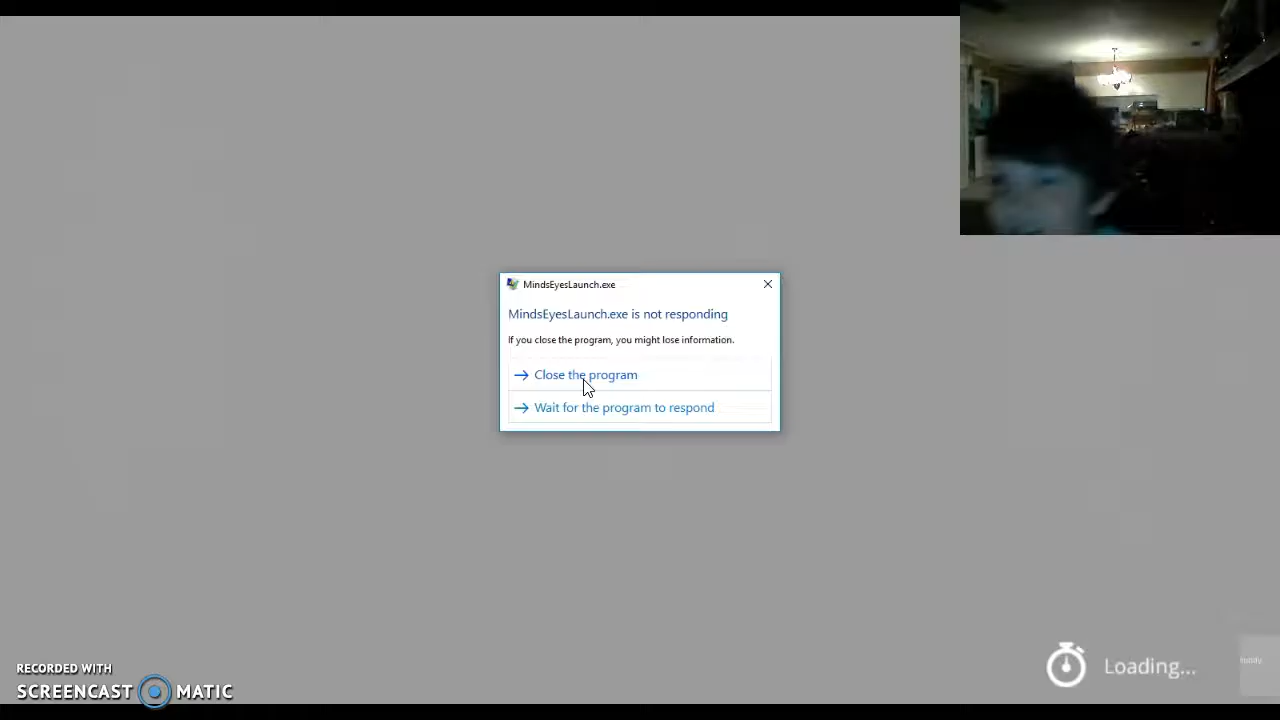 MindsEyesLaunch.exe
MindsEyesLaunch.exe is not responding
If you close the program, you might lose information.
Close the program
Wait for the program to respond
Loading...
RECORDED WITH
SCREENCAST MATIC